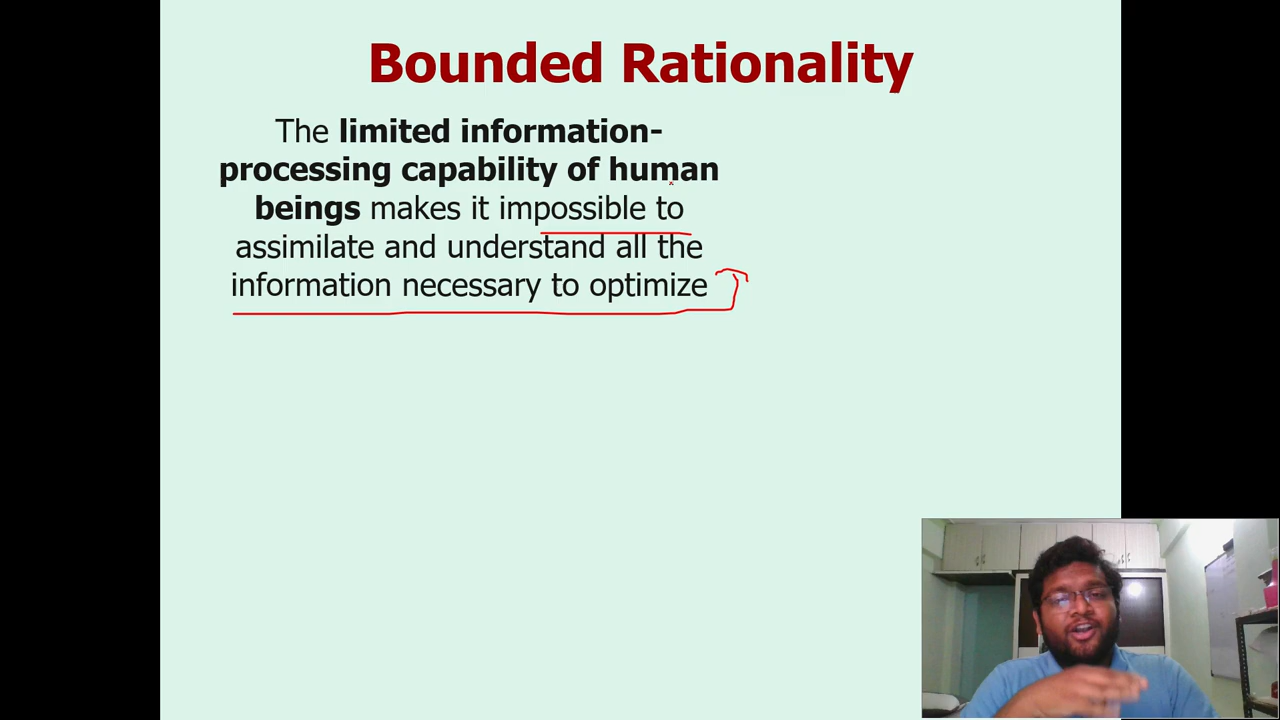 Bounded Rationality
The limited information-
processing capability of human
beings makes it impossible to
assimilate and understand all the
information necessary to optimize